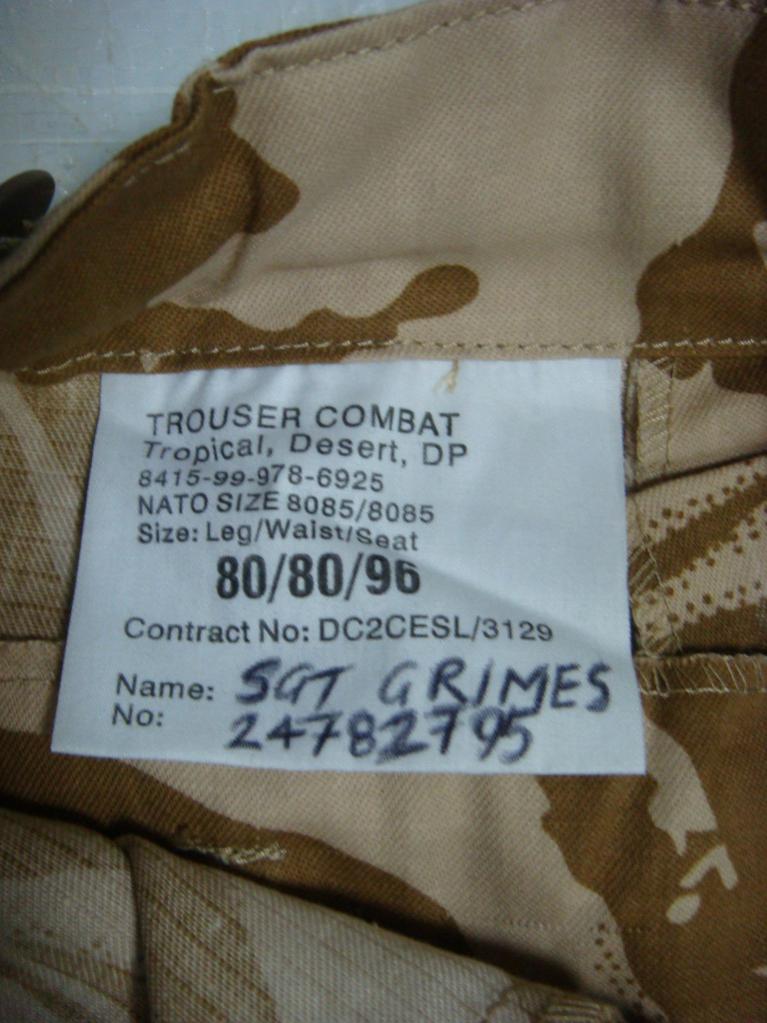 TROUSER COMBAT
Tropical, Desert, DP
8415-99-978-6925
NATO SIZE 8085/8085
Size: Leg/Waist/Seat
80/80/96
Contract No: DC2CESL/3129
Name: SGT GRIMES
No: 24782795